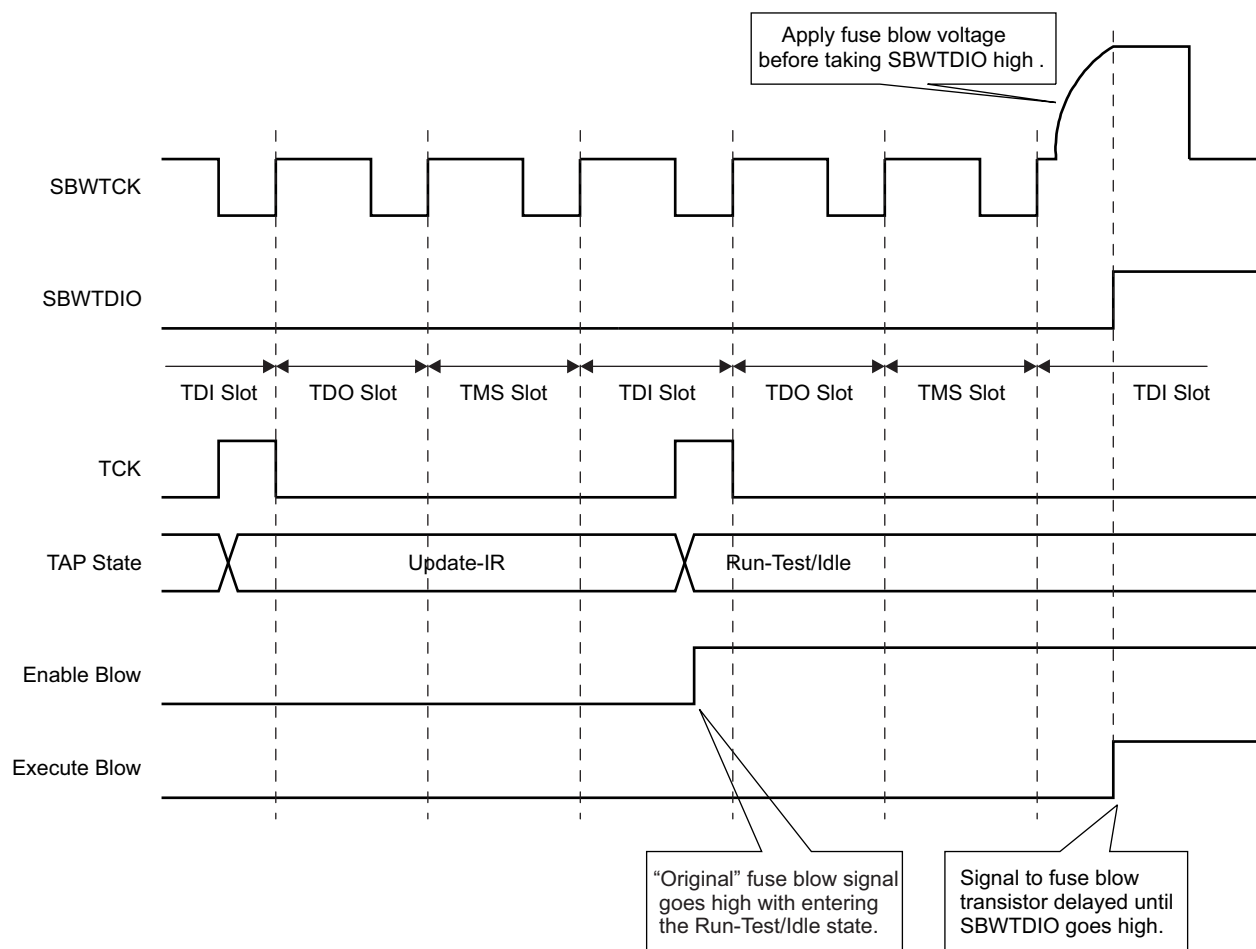 Apply fuse blow voltage
before taking SBWTDIO high .
SBWTCK
SBWTDIO
TDI Slot TDO Slot TMS Slot TDI Slot TDO Slot TMS Slot TDI Slot
TCK
TAP State Update-IR Run-Test/Idle
Enable Blow
Execute Blow
“Original” fuse blow signal
goes high with entering
the Run-Test/Idle state.
Signal to fuse blow
transistor delayed until
SBWTDIO goes high.